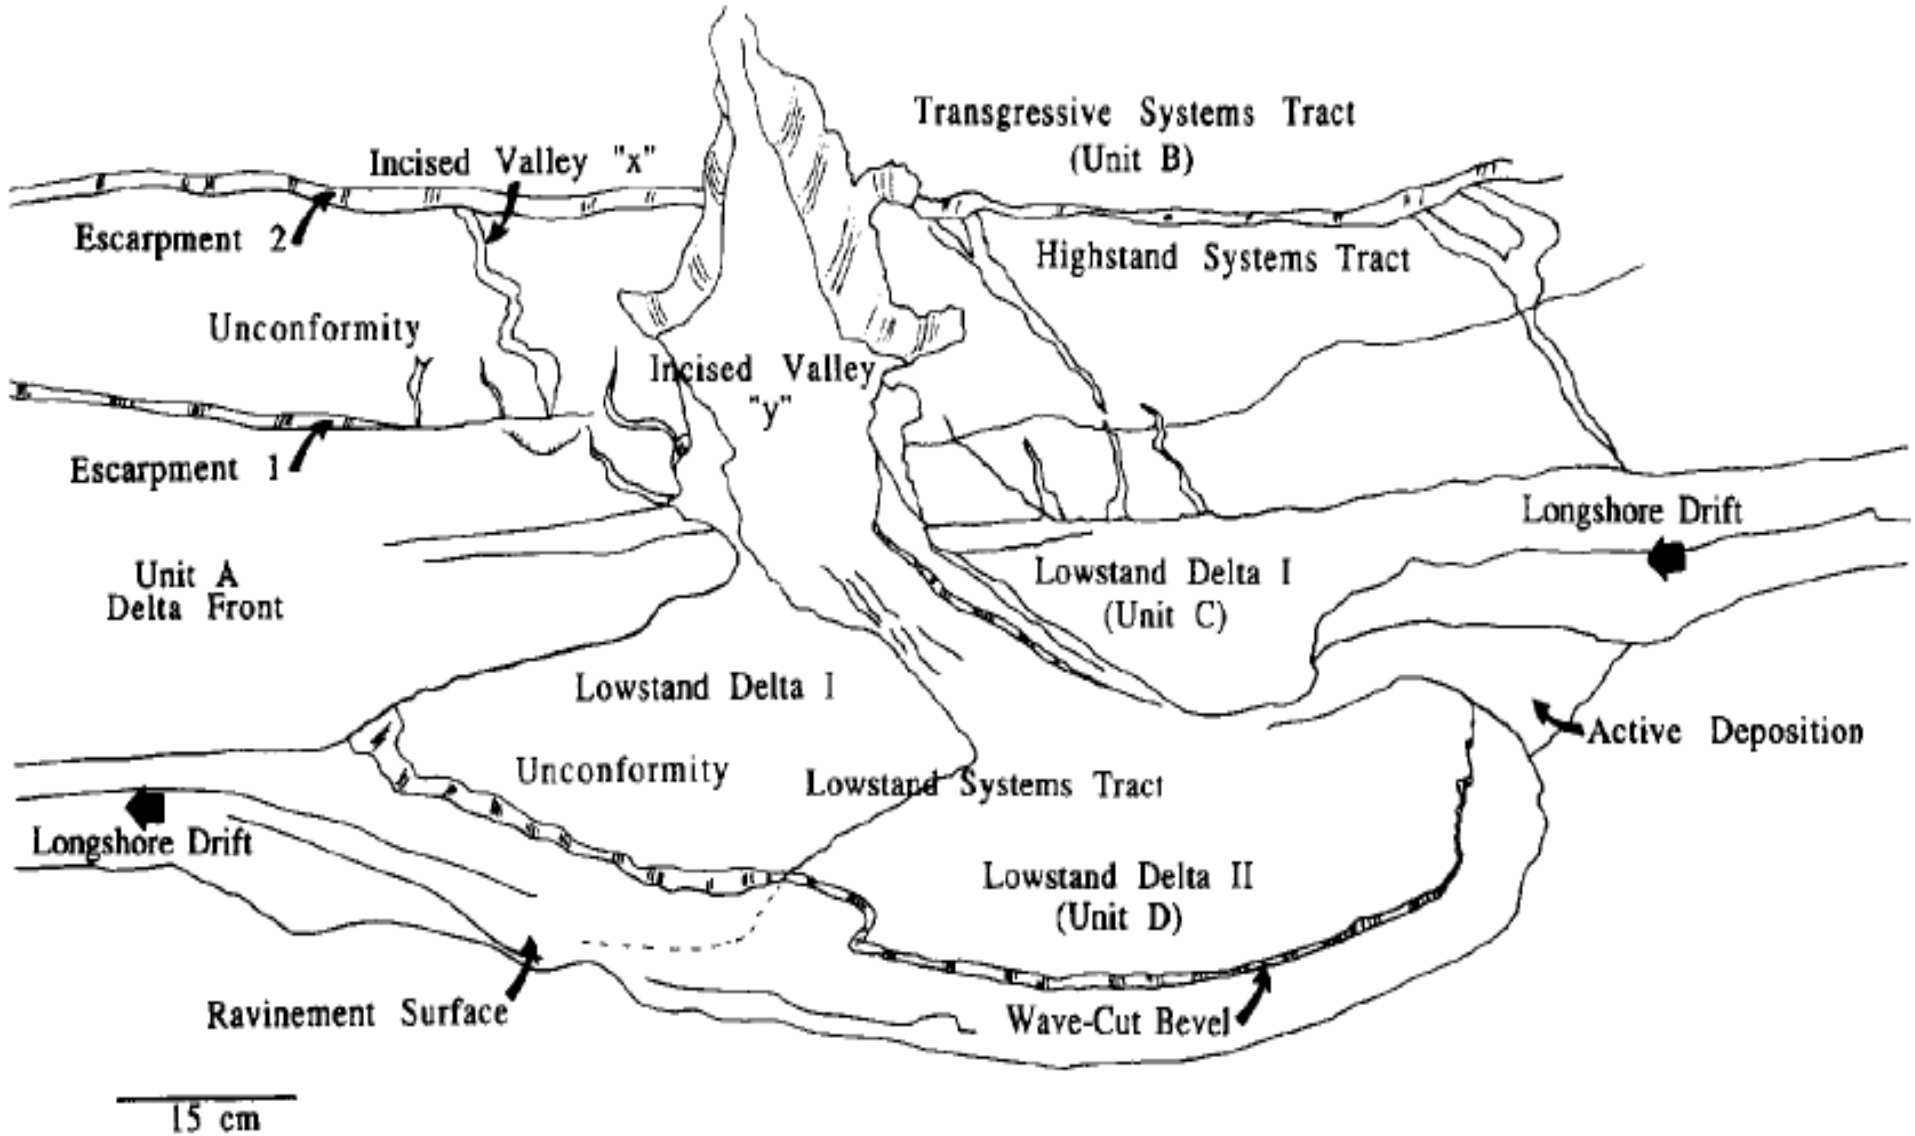 Transgressive Systems Tract
(Unit B)
Incised Valley "x"
Escarpment 2
Highstand Systems Tract
Unconformity
Incised Valley
"y"
Escarpment 1
Longshore Drift
Unit A
Delta Front
Lowstand Delta I
(Unit C)
Lowstand Delta I
Active Deposition
Unconformity
Lowstand Systems Tract
Longshore Drift
Lowstand Delta II
(Unit D)
Ravinement Surface
Wave-Cut Bevel
15 cm